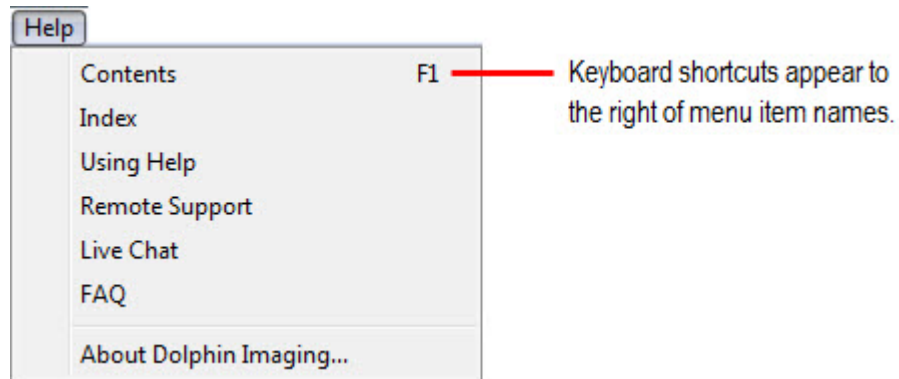 Help
Contents F1
Keyboard shortcuts appear to
the right of menu item names.
Index
Using Help
Remote Support
Live Chat
FAQ
About Dolphin Imaging...